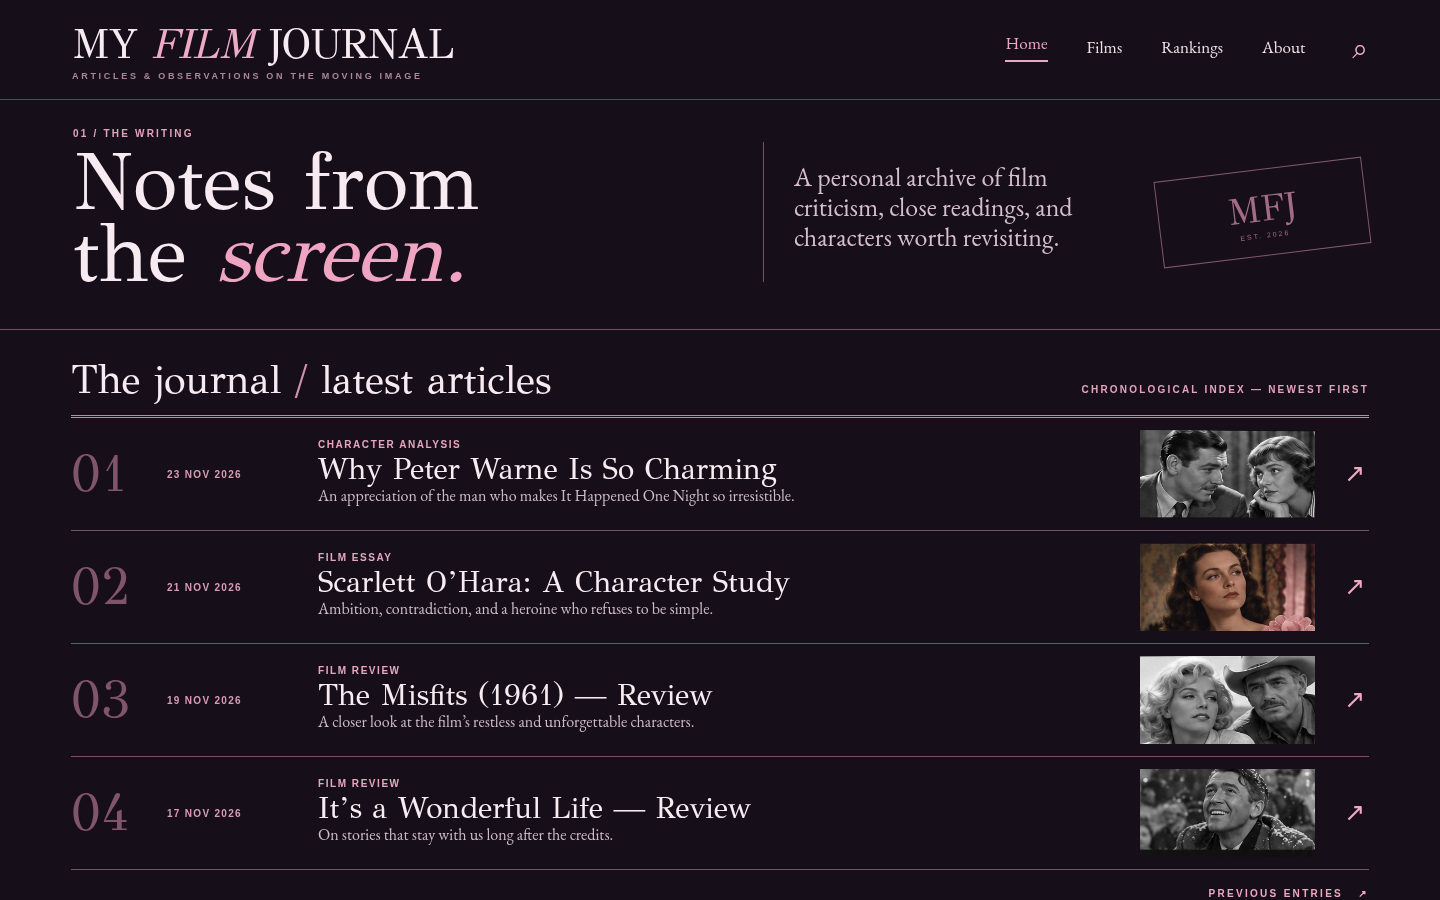 MY FILM JOURNAL
ARTICLES & OBSERVATIONS ON THE MOVING IMAGE
Home
Films
Rankings
About
01 / THE WRITING
Notes from
the screen.
A personal archive of film
criticism, close readings, and
characters worth revisiting.
MFJ
EST. 2026
The journal / latest articles
CHRONOLOGICAL INDEX — NEWEST FIRST
01
23 NOV 2026
CHARACTER ANALYSIS
Why Peter Warne Is So Charming
An appreciation of the man who makes It Happened One Night so irresistible.
02
21 NOV 2026
FILM ESSAY
Scarlett O’Hara: A Character Study
Ambition, contradiction, and a heroine who refuses to be simple.
03
19 NOV 2026
FILM REVIEW
The Misfits (1961) — Review
A closer look at the film’s restless and unforgettable characters.
04
17 NOV 2026
FILM REVIEW
It’s a Wonderful Life — Review
On stories that stay with us long after the credits.
PREVIOUS ENTRIES ↗